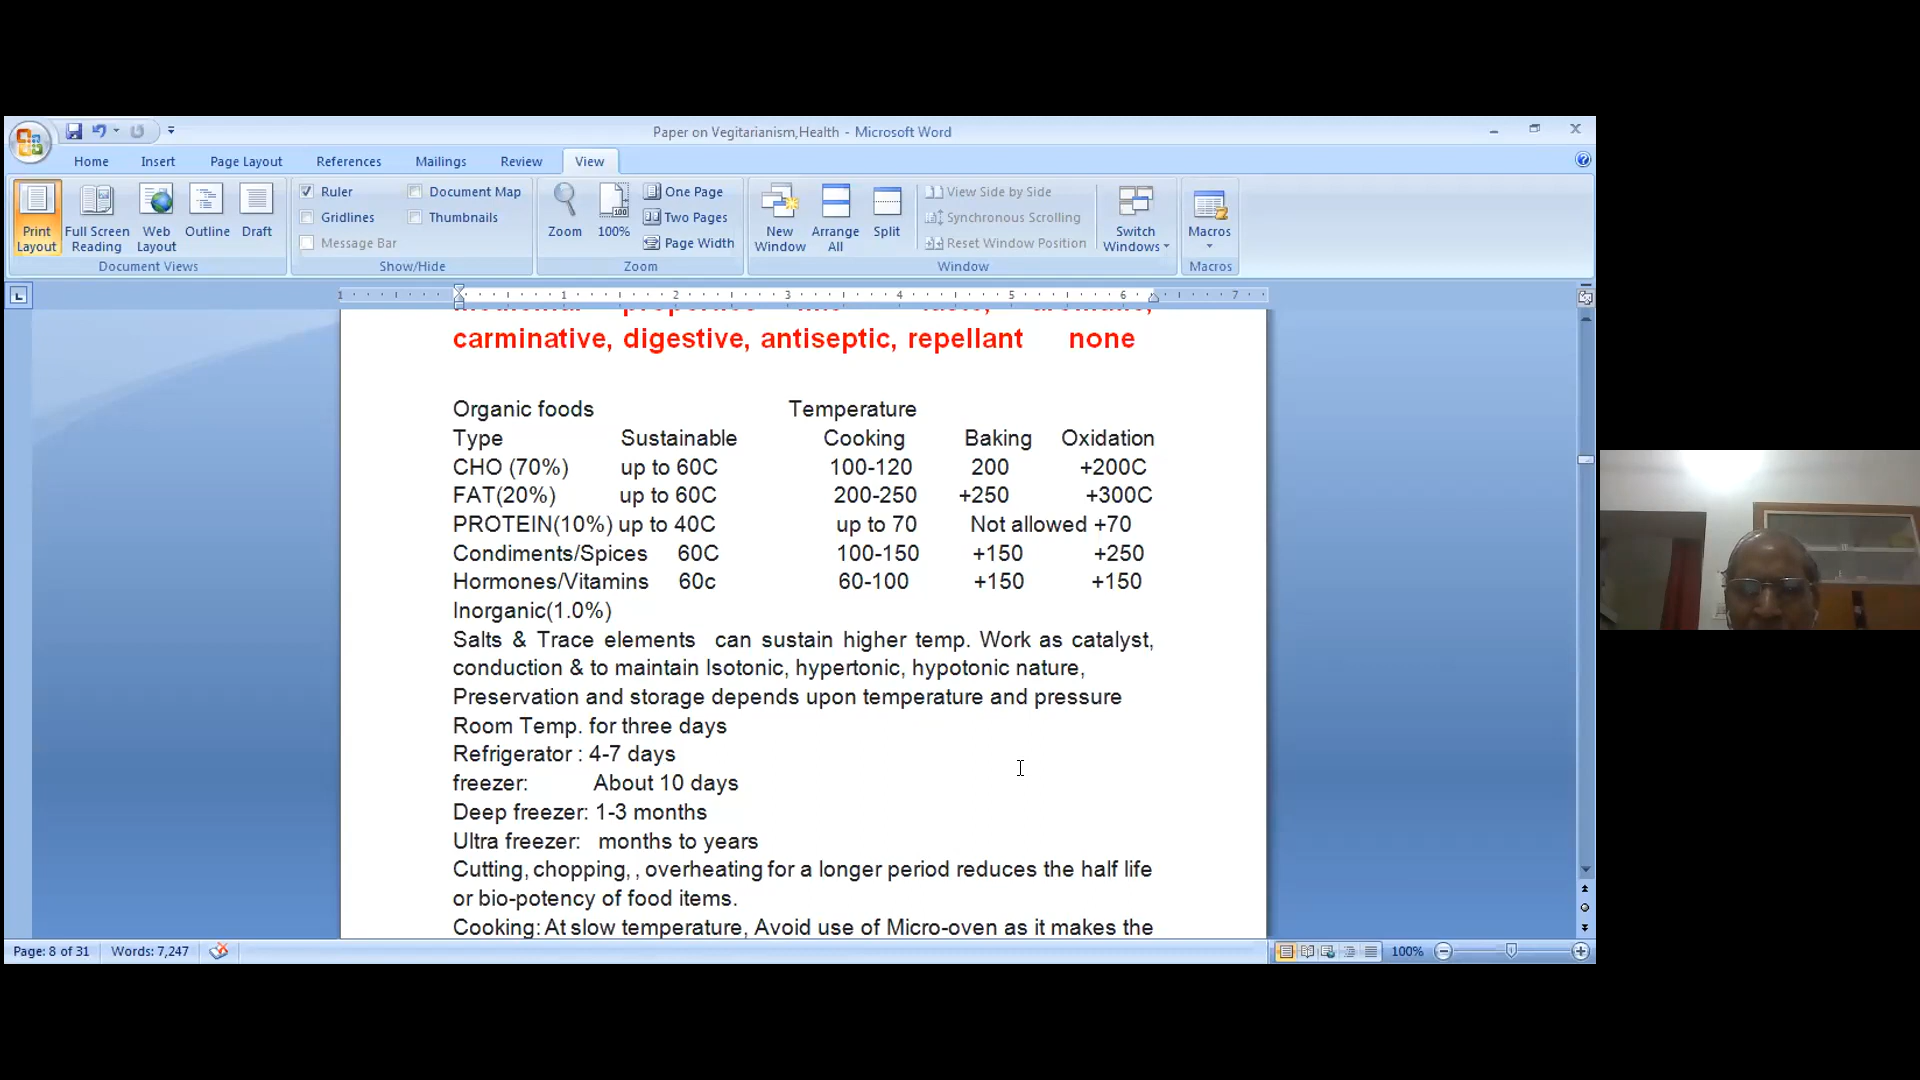 Paper on Vegitarianism,Health - Microsoft Word
Home Insert Page Layout References Mailings Review View
Print Layout
Full Screen Reading
Web Layout
Outline
Draft
Document Views
Ruler
Gridlines
Message Bar
Document Map
Thumbnails
Show/Hide
Zoom
100%
One Page
Two Pages
Page Width
Zoom
New Window
Arrange All
Split
View Side by Side
Synchronous Scrolling
Reset Window Position
Switch Windows
Window
Macros
Macros
1 1 2 3 4 5 6 7
carminative, digestive, antiseptic, repellant none
Organic foods Temperature
Type Sustainable Cooking Baking Oxidation
CHO (70%) up to 60C 100-120 200 +200C
FAT(20%) up to 60C 200-250 +250 +300C
PROTEIN(10%) up to 40C up to 70 Not allowed +70
Condiments/Spices 60C 100-150 +150 +250
Hormones/Vitamins 60c 60-100 +150 +150
Inorganic(1.0%)
Salts & Trace elements can sustain higher temp. Work as catalyst,
conduction & to maintain Isotonic, hypertonic, hypotonic nature,
Preservation and storage depends upon temperature and pressure
Room Temp. for three days
Refrigerator : 4-7 days
freezer: About 10 days
Deep freezer: 1-3 months
Ultra freezer: months to years
Cutting, chopping, , overheating for a longer period reduces the half life
or bio-potency of food items.
Cooking: At slow temperature, Avoid use of Micro-oven as it makes the
Page: 8 of 31 Words: 7,247 100%